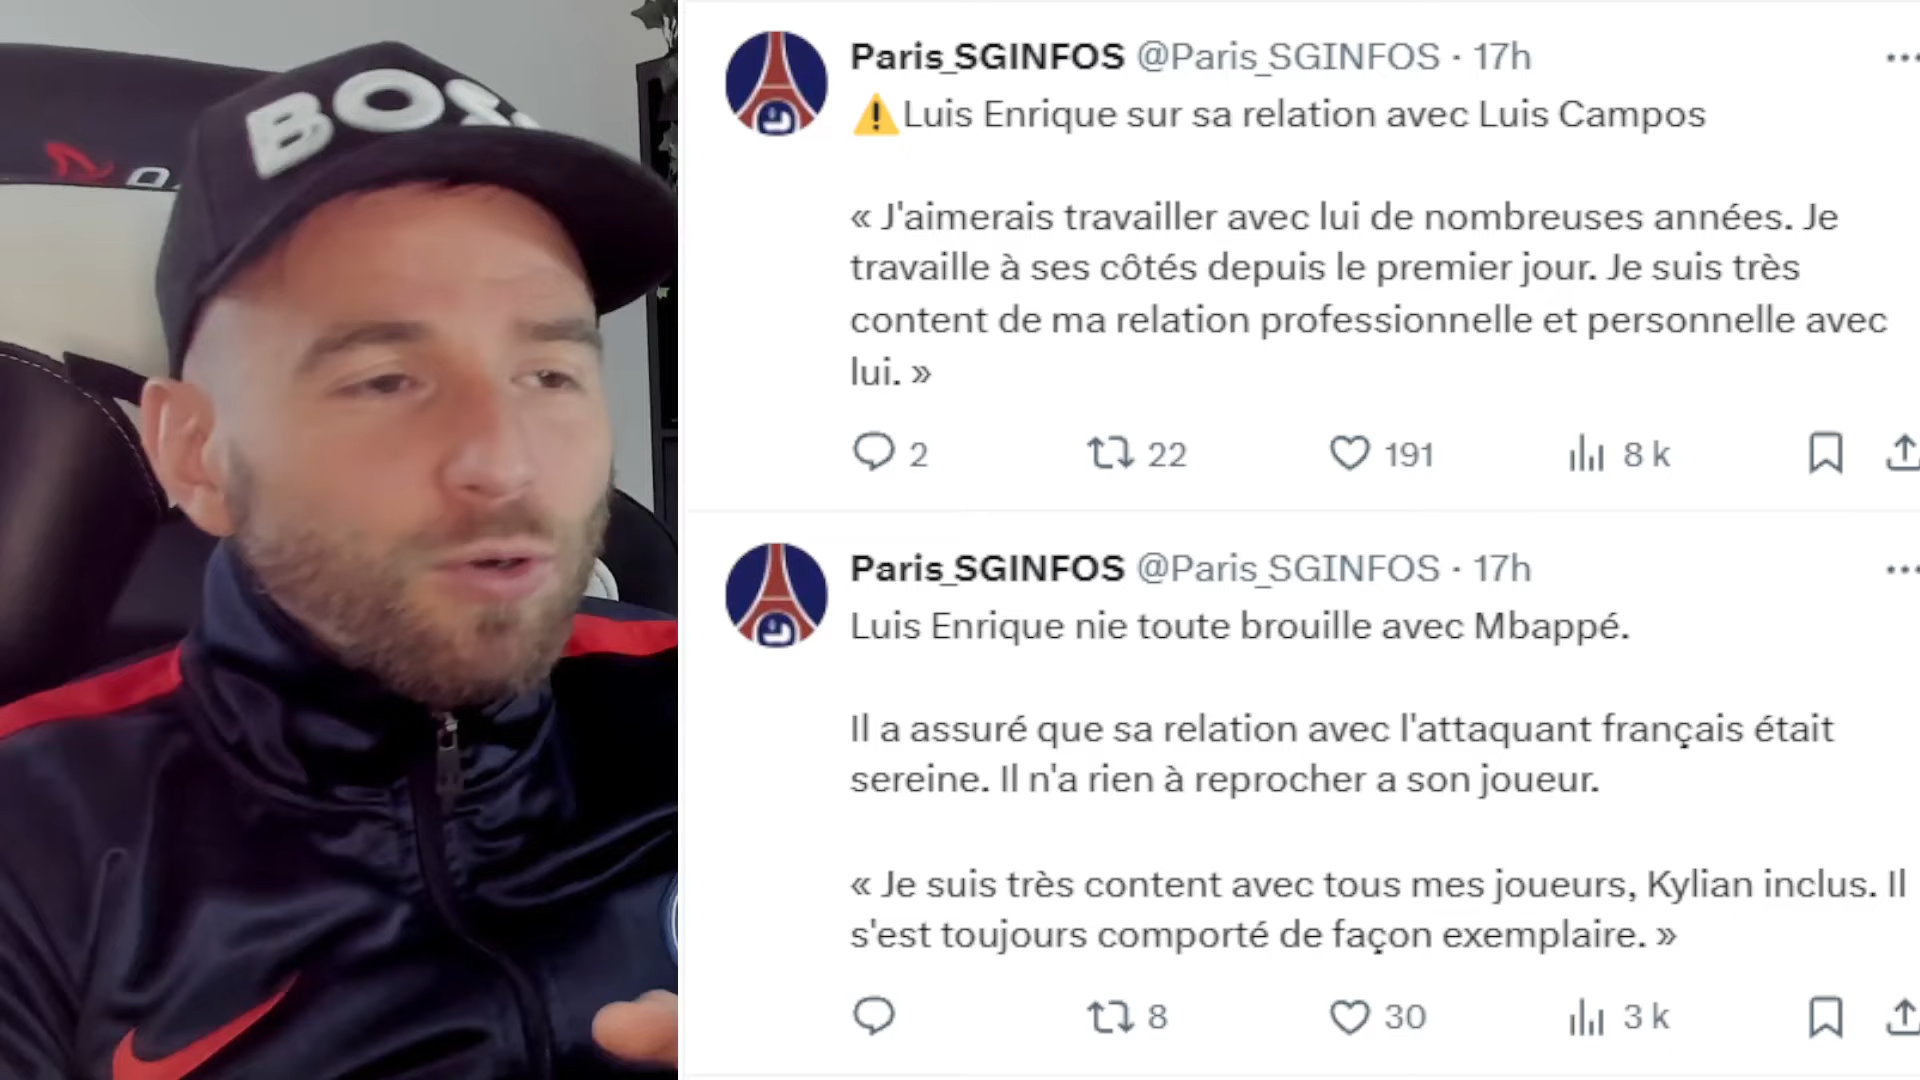 BOSS
Paris_SGINFOS @Paris_SGINFOS · 17h
⚠️Luis Enrique sur sa relation avec Luis Campos
« J'aimerais travailler avec lui de nombreuses années. Je
travaille à ses côtés depuis le premier jour. Je suis très
content de ma relation professionnelle et personnelle avec
lui. »
2 22 191 8 k
Paris_SGINFOS @Paris_SGINFOS · 17h
Luis Enrique nie toute brouille avec Mbappé.
Il a assuré que sa relation avec l'attaquant français était
sereine. Il n'a rien à reprocher a son joueur.
« Je suis très content avec tous mes joueurs, Kylian inclus. Il
s'est toujours comporté de façon exemplaire. »
8 30 3 k